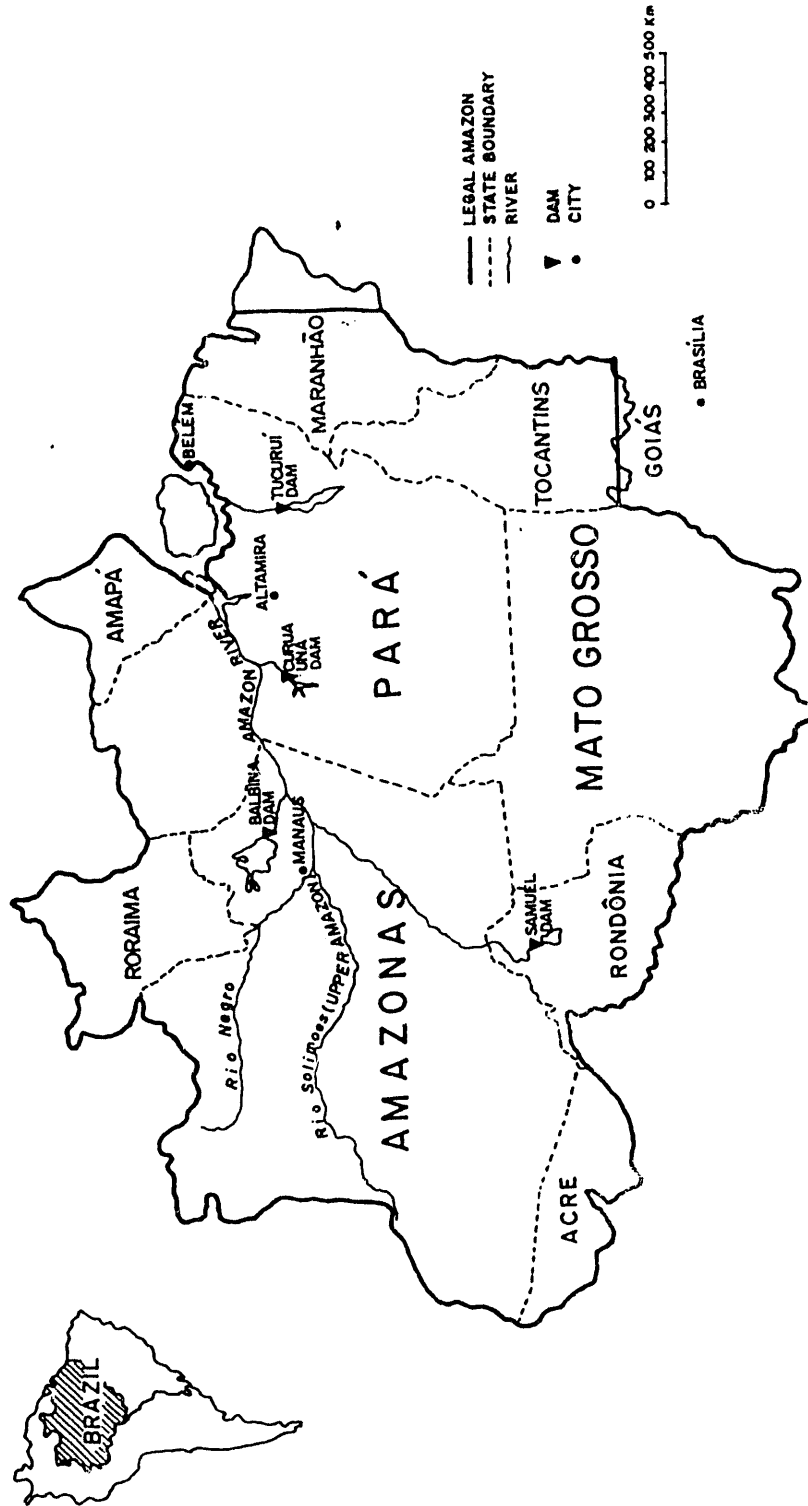 BRAZIL
RORAIMA
AMAPÁ
Rio Negro
BALBINA
DAM
MANAUS
Rio Solimoes (UPPER AMAZON)
AMAZON RIVER
CURUA
UNA
DAM
ALTAMIRA
BELÉM
TUCURUÍ
DAM
MARANHÃO
AMAZONAS
PARÁ
ACRE
SAMUEL
DAM
RONDÔNIA
MATO GROSSO
TOCANTINS
GOIÁS
BRASÍLIA
LEGAL AMAZON
STATE BOUNDARY
RIVER
DAM
CITY
0 100 200 300 400 500 Km